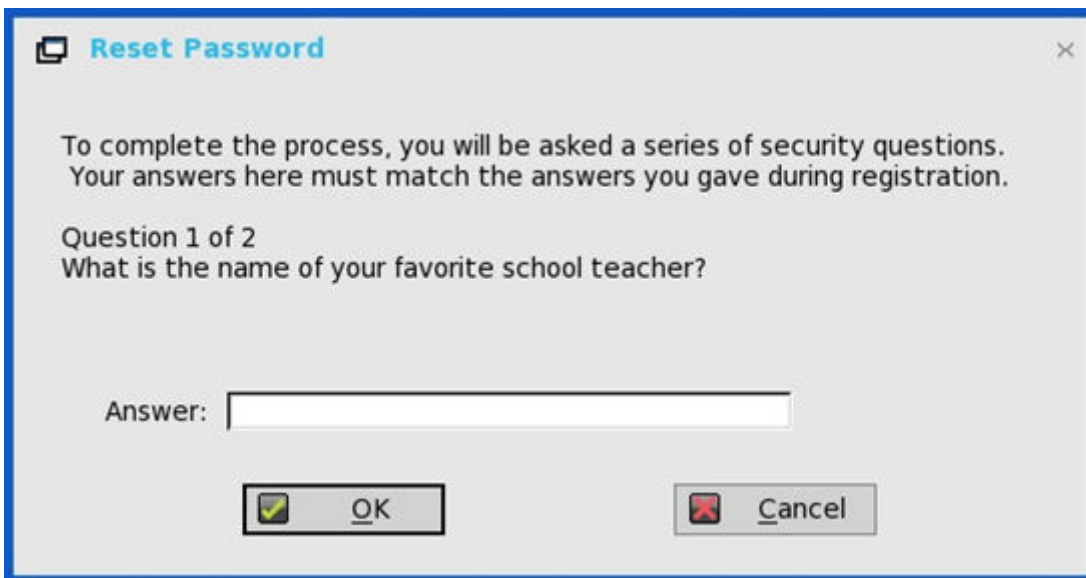 Reset Password
To complete the process, you will be asked a series of security questions.
Your answers here must match the answers you gave during registration.
Question 1 of 2
What is the name of your favorite school teacher?
Answer:
OK
Cancel